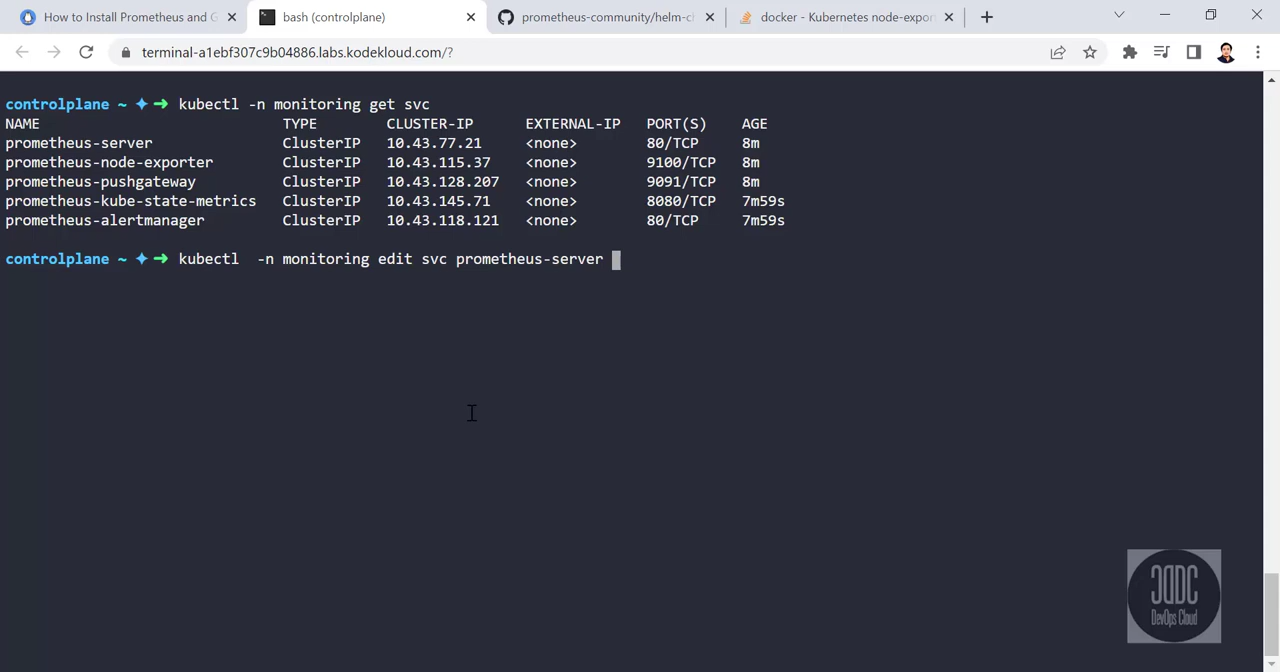 How to Install Prometheus and G
bash (controlplane)
prometheus-community/helm-cl
docker - Kubernetes node-expor
terminal-a1ebf307c9b04886.labs.kodekloud.com/?
controlplane ~ ✦ ➜ kubectl -n monitoring get svc
NAME TYPE CLUSTER-IP EXTERNAL-IP PORT(S) AGE
prometheus-server ClusterIP 10.43.77.21 <none> 80/TCP 8m
prometheus-node-exporter ClusterIP 10.43.115.37 <none> 9100/TCP 8m
prometheus-pushgateway ClusterIP 10.43.128.207 <none> 9091/TCP 8m
prometheus-kube-state-metrics ClusterIP 10.43.145.71 <none> 8080/TCP 7m59s
prometheus-alertmanager ClusterIP 10.43.118.121 <none> 80/TCP 7m59s
controlplane ~ ✦ ➜ kubectl  -n monitoring edit svc prometheus-server
DevOps Cloud